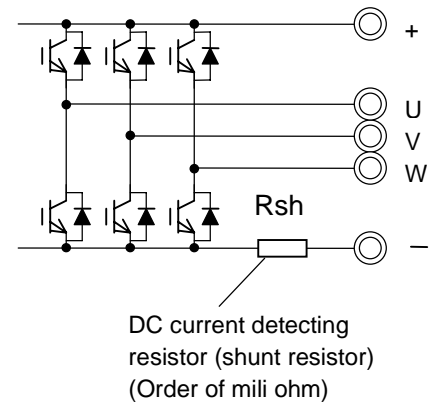 +
U
V
W
Rsh
—
DC current detecting
resistor (shunt resistor)
(Order of mili ohm)